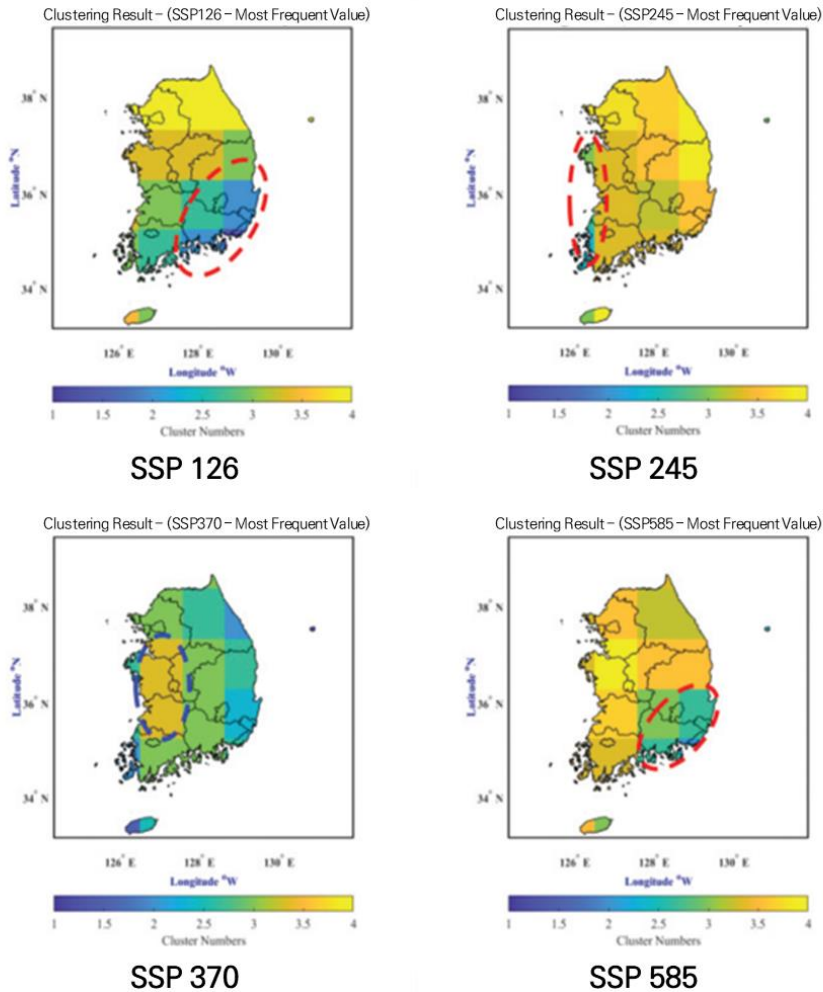 Clustering Result – (SSP126 – Most Frequent Value)
38° N
36° N
34° N
Latitude °N
126° E 128° E 130° E
Longitude °W
1 1.5 2 2.5 3 3.5 4
Cluster Numbers
SSP 126
Clustering Result – (SSP245 – Most Frequent Value)
38° N
36° N
34° N
Latitude °N
126° E 128° E 130° E
Longitude °W
1 1.5 2 2.5 3 3.5 4
Cluster Numbers
SSP 245
Clustering Result – (SSP370 – Most Frequent Value)
38° N
36° N
34° N
Latitude °N
126° E 128° E 130° E
Longitude °W
1 1.5 2 2.5 3 3.5 4
Cluster Numbers
SSP 370
Clustering Result – (SSP585 – Most Frequent Value)
38° N
36° N
34° N
Latitude °N
126° E 128° E 130° E
Longitude °W
1 1.5 2 2.5 3 3.5 4
Cluster Numbers
SSP 585